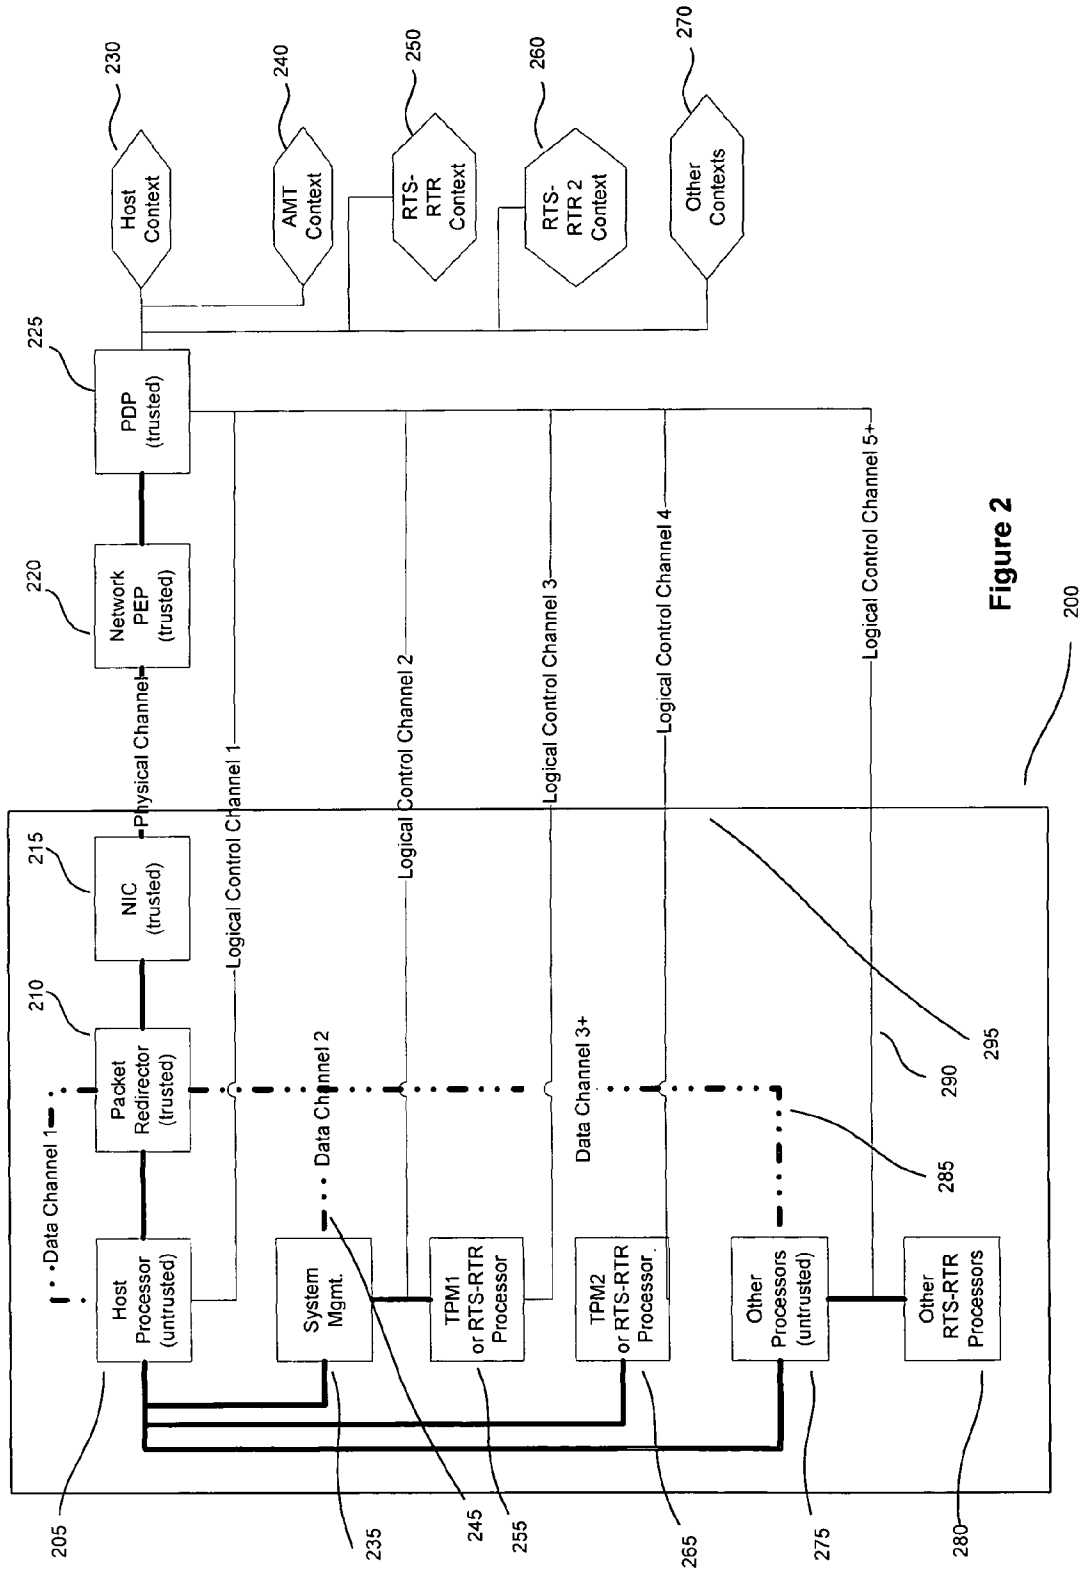 205
Host
Processor
(untrusted)
Data Channel 1
210
Packet
Redirector
(trusted)
215
NIC
(trusted)
Physical Channel
220
Network
PEP
(trusted)
225
PDP
(trusted)
230
Host
Context
240
AMT
Context
250
RTS-
RTR
Context
260
RTS-
RTR 2
Context
270
Other
Contexts
Logical Control Channel 1
235
System
Mgmt.
Data Channel 2
245
Logical Control Channel 2
255
TPM1
or RTS-RTR
Processor
Logical Control Channel 3
Data Channel 3+
265
TPM2
or RTS-RTR
Processor
Logical Control Channel 4
275
Other
Processors
(untrusted)
285
Logical Control Channel 5+
290
295
280
Other
RTS-RTR
Processors
Figure 2
200